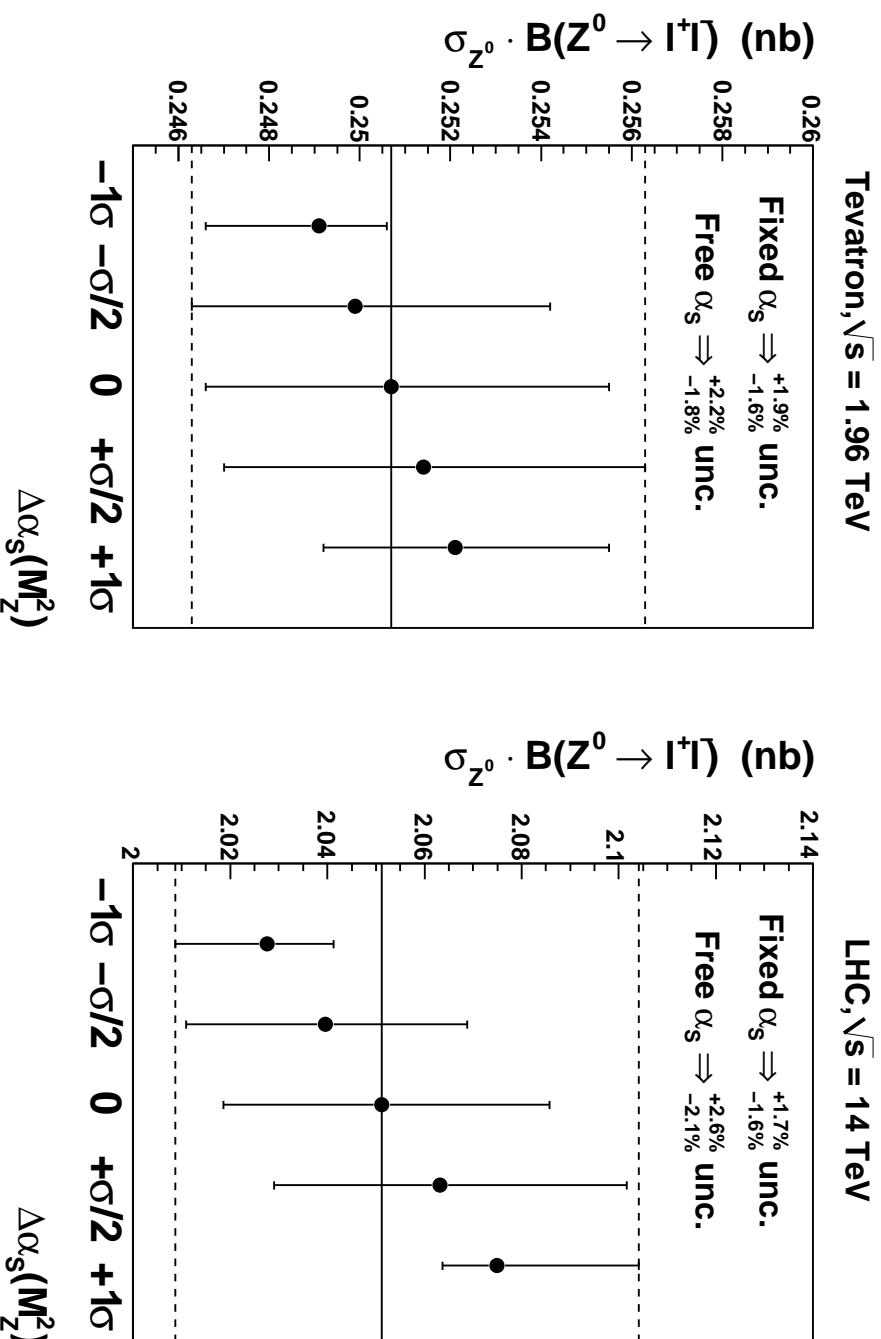 Tevatron, √s = 1.96 TeV
σ_Z⁰ · B(Z⁰ → l⁺l⁻) (nb)
0.26
0.258
0.256
0.254
0.252
0.25
0.248
0.246
Fixed α_S ⇒ +1.9% −1.6% unc.
Free α_S ⇒ +2.2% −1.8% unc.
−1σ −σ/2 0 +σ/2 +1σ
Δα_S(M_Z²)
LHC, √s = 14 TeV
σ_Z⁰ · B(Z⁰ → l⁺l⁻) (nb)
2.14
2.12
2.1
2.08
2.06
2.04
2.02
2
Fixed α_S ⇒ +1.7% −1.6% unc.
Free α_S ⇒ +2.6% −2.1% unc.
−1σ −σ/2 0 +σ/2 +1σ
Δα_S(M_Z²)